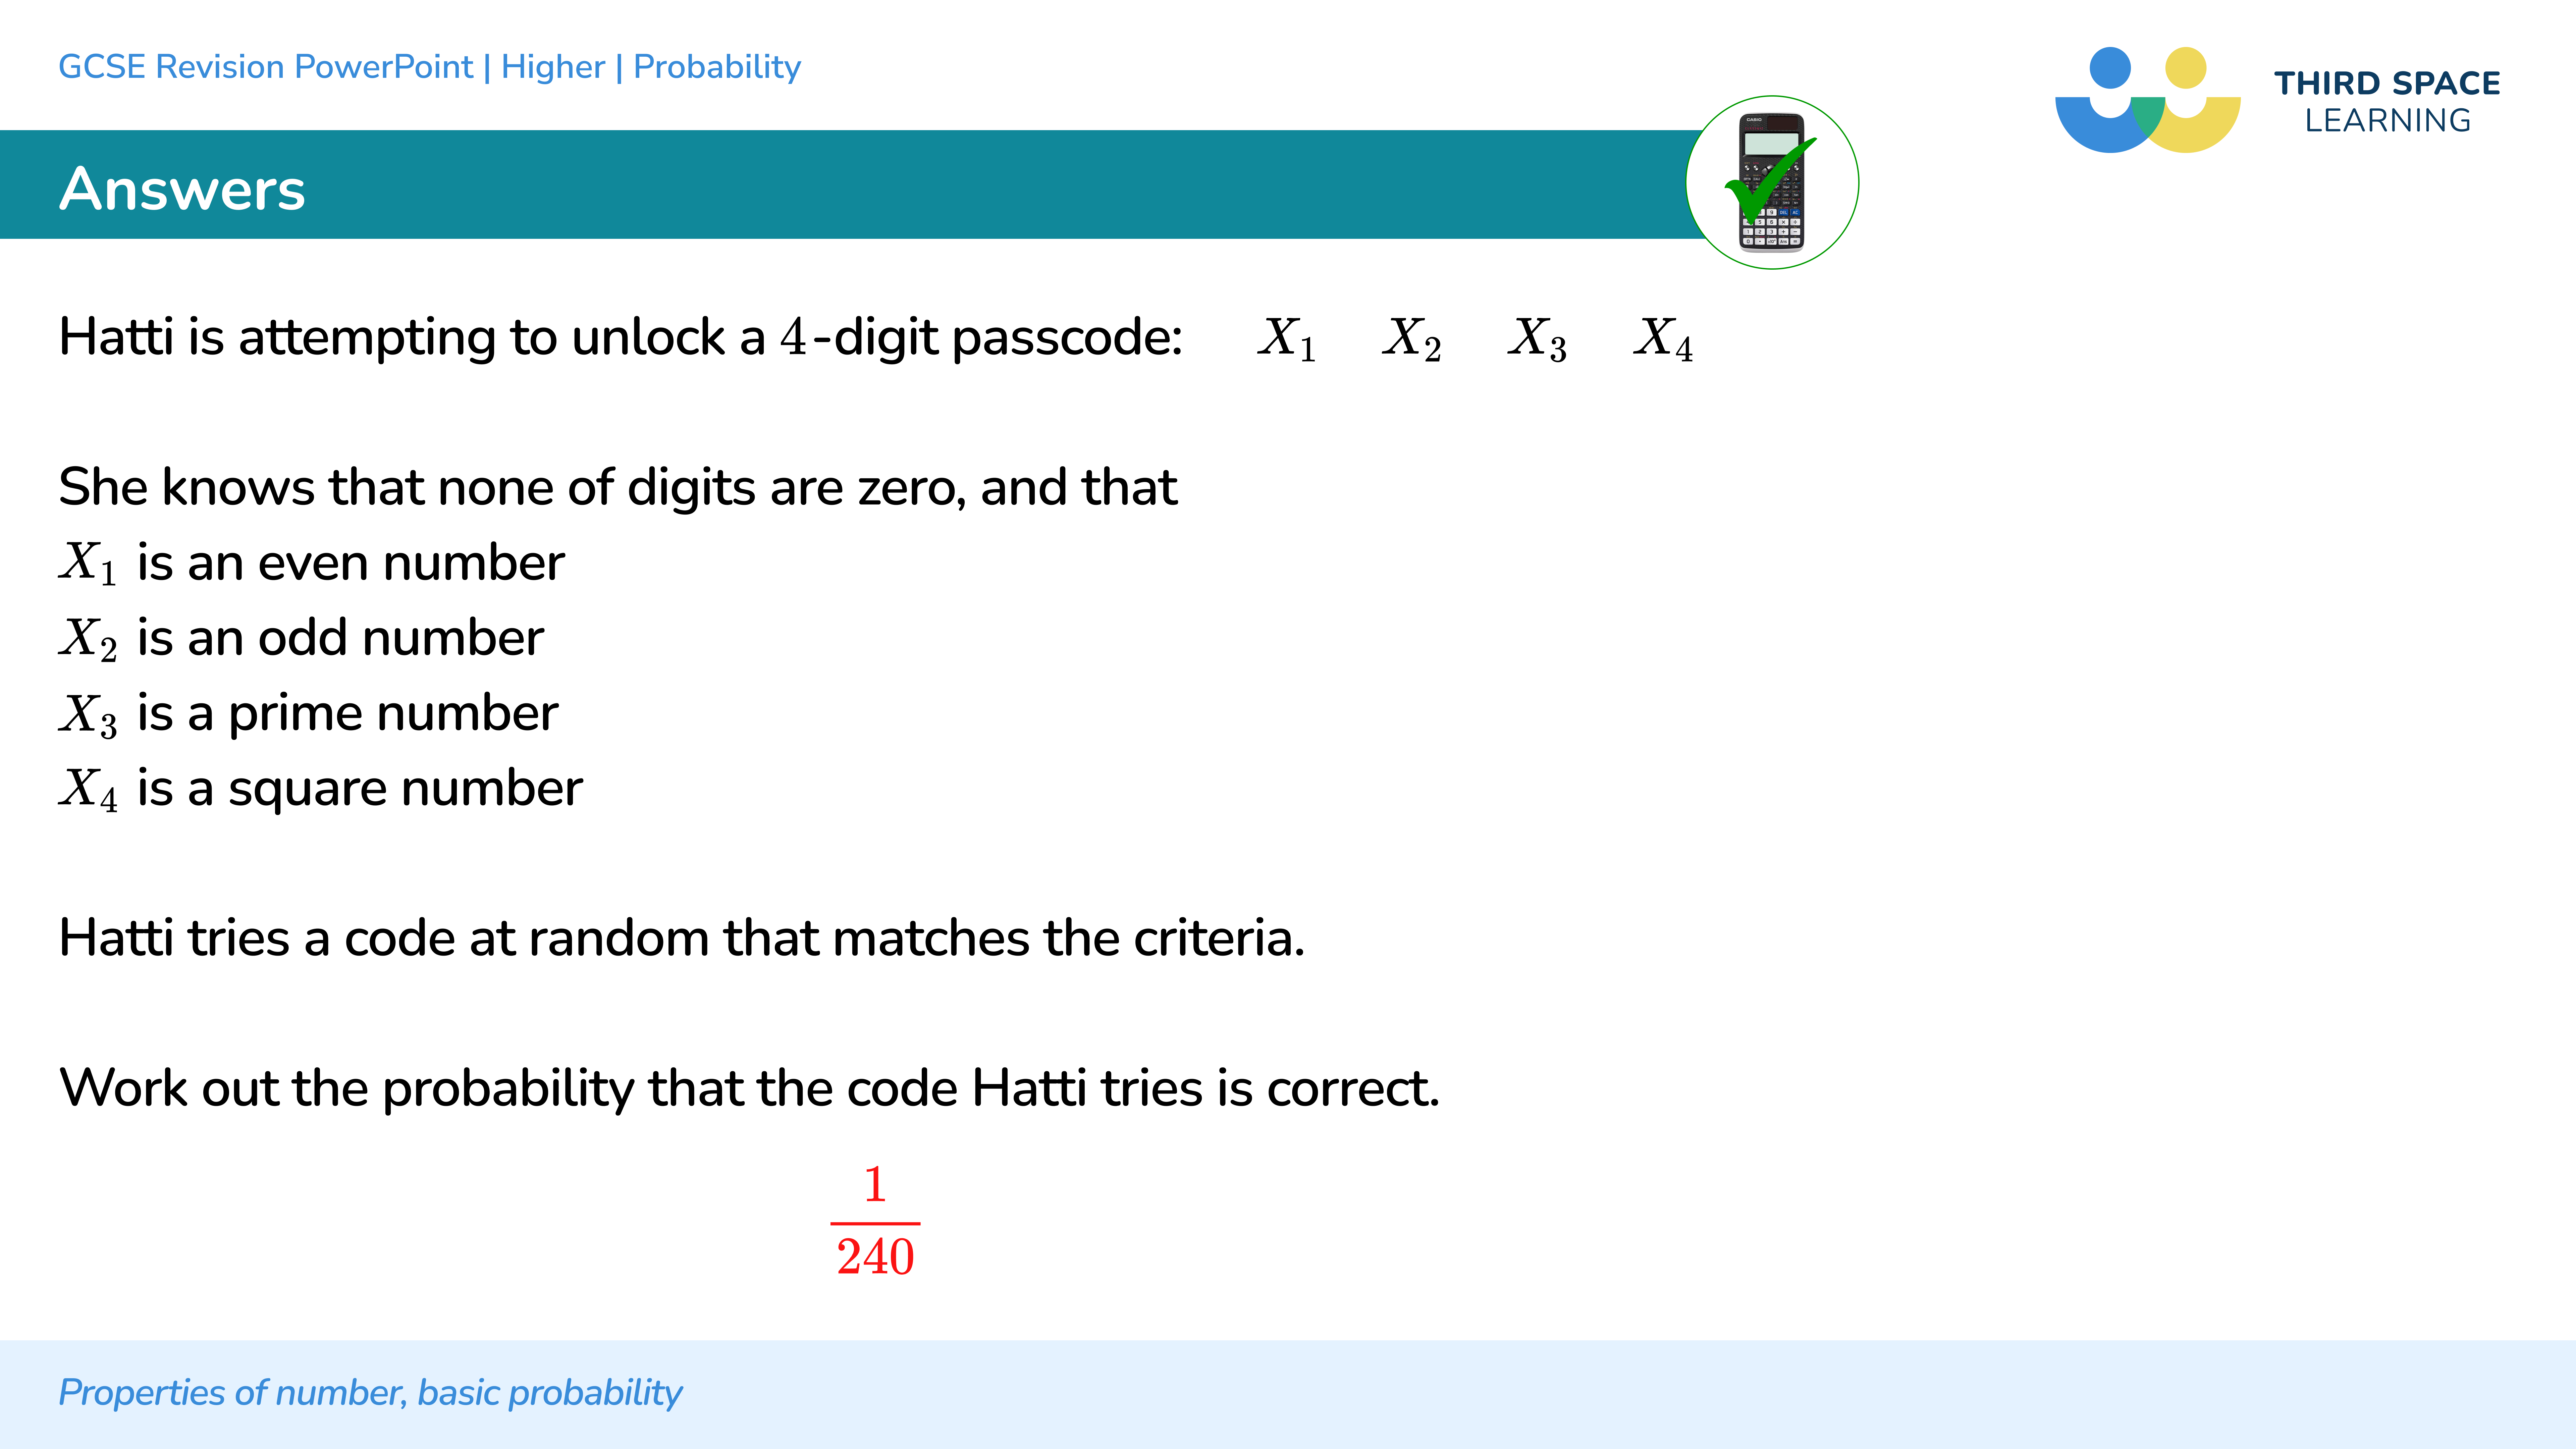 GCSE Revision PowerPoint | Higher | Probability
THIRD SPACE
LEARNING
Answers
CASIO
Hatti is attempting to unlock a 4-digit passcode: X₁ X₂ X₃ X₄
She knows that none of digits are zero, and that
X₁ is an even number
X₂ is an odd number
X₃ is a prime number
X₄ is a square number
Hatti tries a code at random that matches the criteria.
Work out the probability that the code Hatti tries is correct.
1
240
Properties of number, basic probability